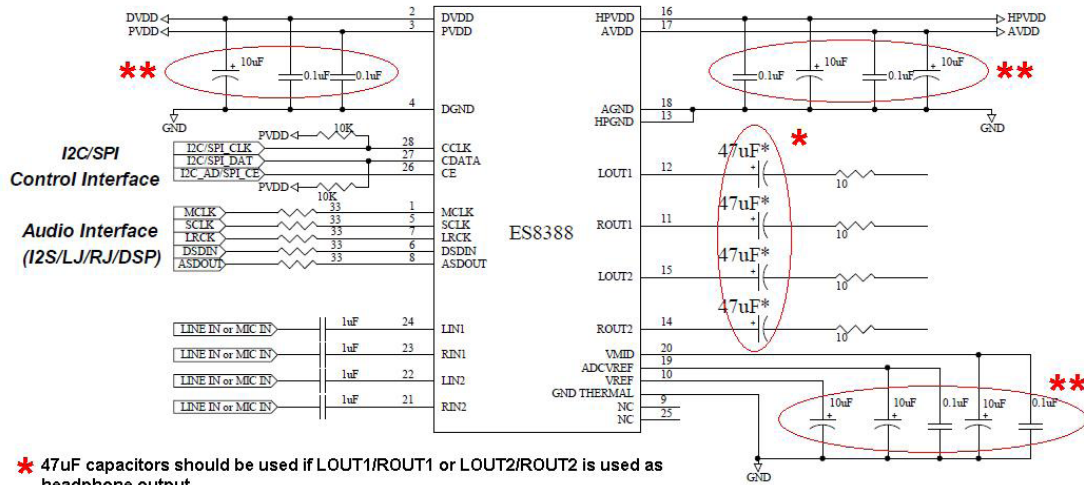 DVDD 2 DVDD
PVDD 3 PVDD
** 10uF 0.1uF 0.1uF
4 DGND
GND
PVDD 10K
I2C/SPI
Control Interface
I2C/SPI_CLK 28 CCLK
I2C/SPI_DAT 27 CDATA
I2C_AD/SPI_CE 26 CE
PVDD
10K
Audio Interface
(I2S/LJ/RJ/DSP)
MCLK 33 1 MCLK
SCLK 33 5 SCLK
LRCK 33 7 LRCK
DSDIN 33 6 DSDIN
ASDOUT 33 8 ASDOUT
LINE IN or MIC IN 1uF 24 LIN1
LINE IN or MIC IN 1uF 23 RIN1
LINE IN or MIC IN 1uF 22 LIN2
LINE IN or MIC IN 1uF 21 RIN2
ES8388
HPVDD 16 HPVDD
AVDD 17 AVDD
0.1uF + 10uF 0.1uF + 10uF **
AGND 18
HPGND 13
GND
*
LOUT1 12 47uF* + 10
ROUT1 11 47uF* + 10
LOUT2 15 47uF* + 10
ROUT2 14 47uF* + 10
VMID 20
ADCVREF 19
VREF 10
GND THERMAL
NC 9
NC 25
+ 10uF + 10uF 0.1uF + 10uF 0.1uF **
GND
* 47uF capacitors should be used if LOUT1/ROUT1 or LOUT2/ROUT2 is used as
headphone output